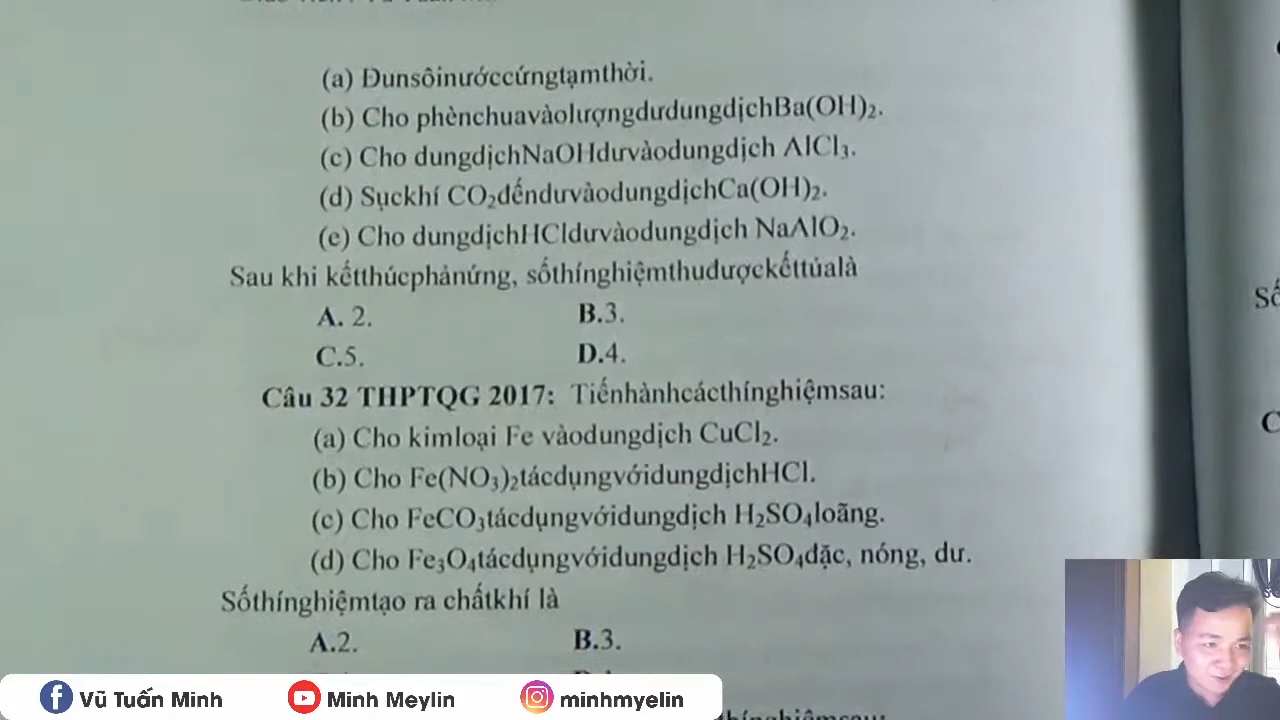 (a) Đunsôinướccứngtạmthời.
(b) Cho phènchuavàolượngdưdungdịchBa(OH)₂.
(c) Cho dungdịchNaOHdưvàodungdịch AlCl₃.
(d) Sụckhí CO₂đếndưvàodungdịchCa(OH)₂.
(e) Cho dungdịchHCldưvàodungdịch NaAlO₂.
Sau khi kếtthúcphảnứng, sốthínghiệmthuđượckếttủalà
A. 2. B.3.
C.5. D.4.
Câu 32 THPTQG 2017: Tiếnhànhcácthínghiệmsau:
(a) Cho kimloại Fe vàodungdịch CuCl₂.
(b) Cho Fe(NO₃)₂tácdụngvớidungdịchHCl.
(c) Cho FeCO₃tácdụngvớidungdịch H₂SO₄loãng.
(d) Cho Fe₃O₄tácdụngvớidungdịch H₂SO₄đặc, nóng, dư.
Sốthínghiệmtạo ra chấtkhí là
A.2. B.3.
Số
C
Vũ Tuấn Minh Minh Meylin minhmyelin